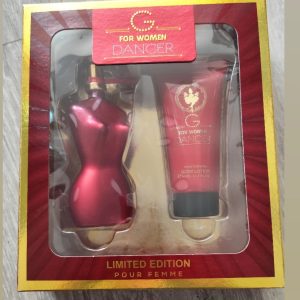 G
FOR WOMEN
DANCER
G
FOR WOMEN
DANCER
LIMITED EDITION
POUR FEMME